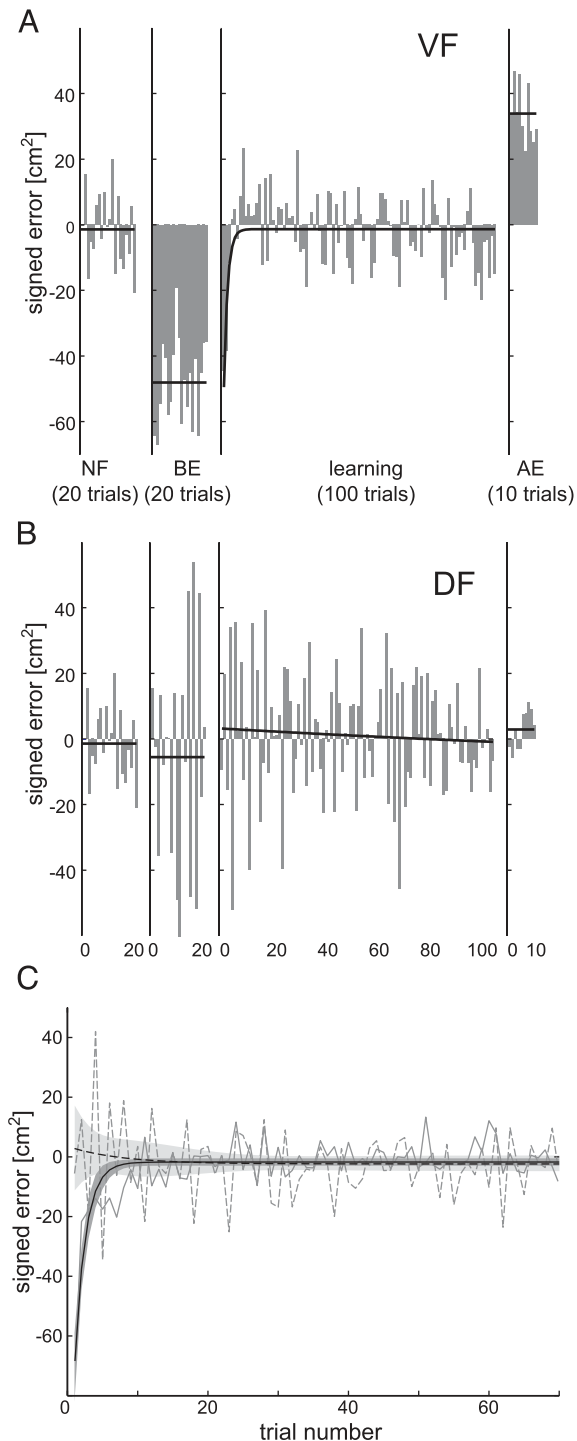 A
VF
40
20
0
-20
-40
-60
signed error [cm²]
NF BE learning AE
(20 trials) (20 trials) (100 trials) (10 trials)
B
DF
40
20
0
-20
-40
signed error [cm²]
0 20 0 20 0 20 40 60 80 100 0 10
C
40
20
0
-20
-40
-60
signed error [cm²]
0 20 40 60
trial number